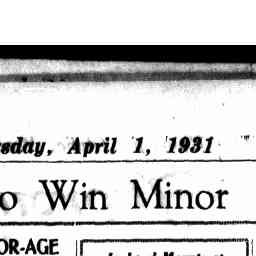 sday, April 1, 1931
o Win Minor
OR-AGE